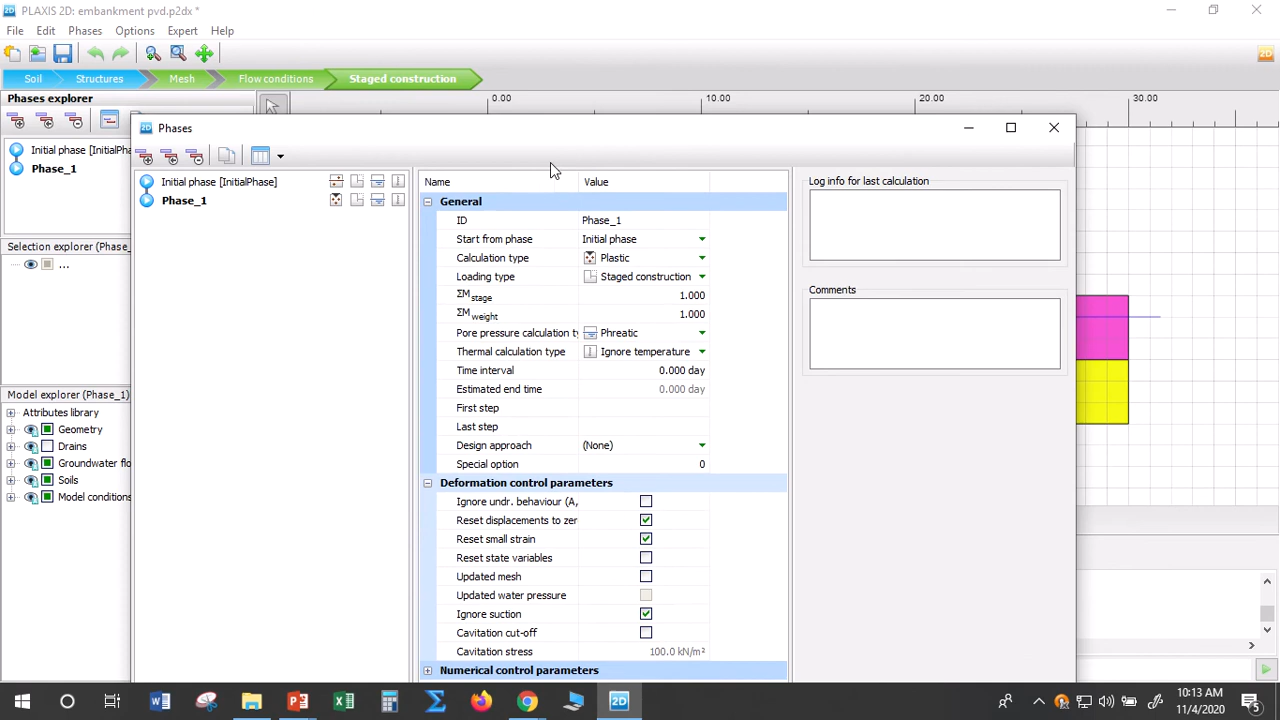 PLAXIS 2D: embankment pvd.p2dx *
File Edit Phases Options Expert Help
Soil Structures Mesh Flow conditions Staged construction
Phases explorer
0.00 10.00 20.00 30.00
Initial phase [InitialPh
Phase_1
Selection explorer (Phase_
...
Model explorer (Phase_1)
Attributes library
Geometry
Drains
Groundwater flo
Soils
Model conditions
2D
Phases
Initial phase [InitialPhase]
Phase_1
Name Value
General
ID Phase_1
Start from phase Initial phase
Calculation type Plastic
Loading type Staged construction
ΣMstage 1.000
ΣMweight 1.000
Pore pressure calculation ty Phreatic
Thermal calculation type Ignore temperature
Time interval 0.000 day
Estimated end time 0.000 day
First step
Last step
Design approach (None)
Special option 0
Deformation control parameters
Ignore undr. behaviour (A,
Reset displacements to zer
Reset small strain
Reset state variables
Updated mesh
Updated water pressure
Ignore suction
Cavitation cut-off
Cavitation stress 100.0 kN/m²
Numerical control parameters
Log info for last calculation
Comments
10:13 AM
11/4/2020